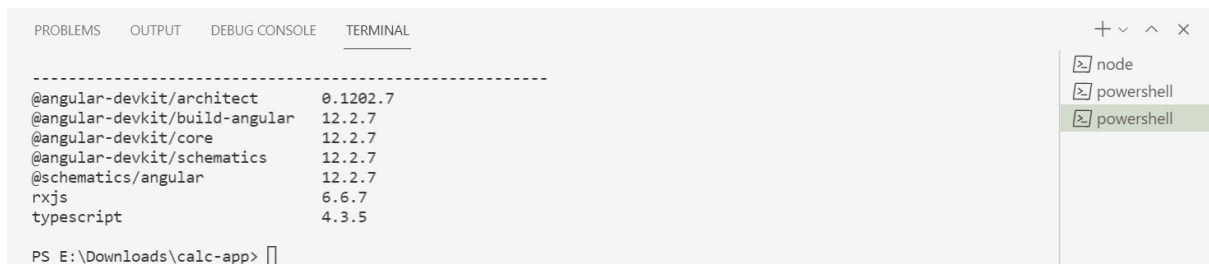 PROBLEMS OUTPUT DEBUG CONSOLE TERMINAL
---------------------------------------------------------
@angular-devkit/architect 0.1202.7
@angular-devkit/build-angular 12.2.7
@angular-devkit/core 12.2.7
@angular-devkit/schematics 12.2.7
@schematics/angular 12.2.7
rxjs 6.6.7
typescript 4.3.5
PS E:\Downloads\calc-app>
node
powershell
powershell